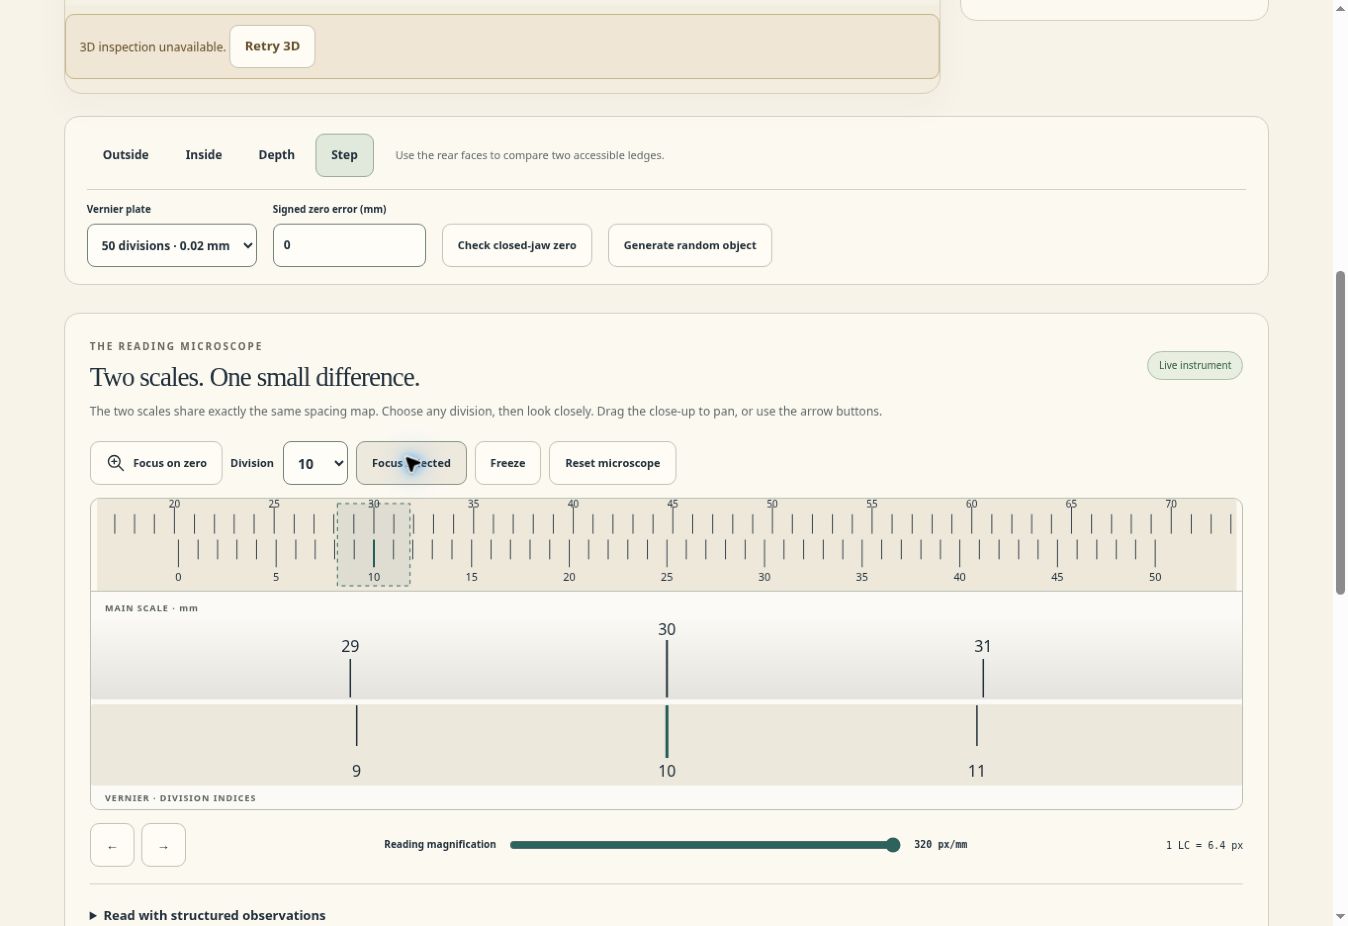 3D inspection unavailable. Retry 3D
Outside Inside Depth Step Use the rear faces to compare two accessible ledges.
Vernier plate Signed zero error (mm)
50 divisions · 0.02 mm 0 Check closed-jaw zero Generate random object
THE READING MICROSCOPE
Two scales. One small difference.
Live instrument
The two scales share exactly the same spacing map. Choose any division, then look closely. Drag the close-up to pan, or use the arrow buttons.
Focus on zero Division 10 Focus Freeze Reset microscope
20 25 30 35 40 45 50 55 60 65 70
0 5 10 15 20 25 30 35 40 45 50
MAIN SCALE · mm
29 30 31
9 10 11
VERNIER · DIVISION INDICES
← → Reading magnification 320 px/mm 1 LC = 6.4 px
Read with structured observations